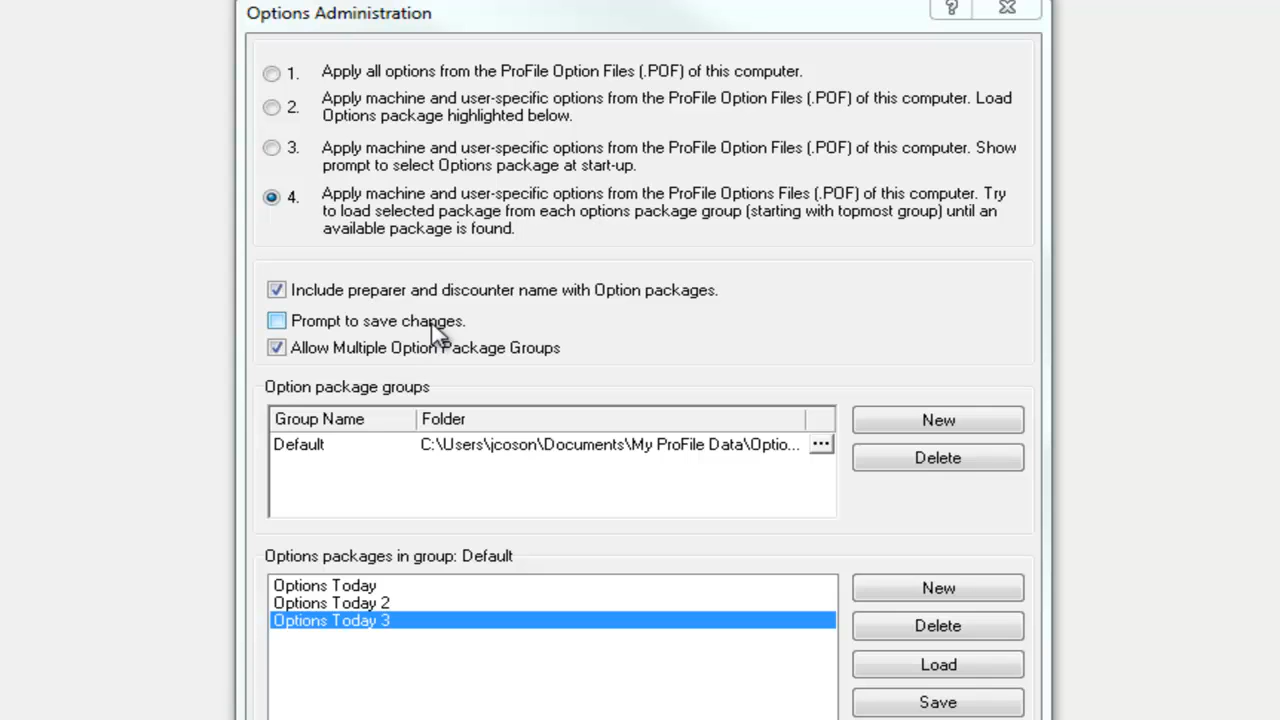 Options Administration
1. Apply all options from the ProFile Option Files (.POF) of this computer.
2. Apply machine and user-specific options from the ProFile Option Files (.POF) of this computer. Load
Options package highlighted below.
3. Apply machine and user-specific options from the ProFile Option Files (.POF) of this computer. Show
prompt to select Options package at start-up.
4. Apply machine and user-specific options from the ProFile Options Files (.POF) of this computer. Try
to load selected package from each options package group (starting with topmost group) until an
available package is found.
Include preparer and discounter name with Option packages.
Prompt to save changes.
Allow Multiple Option Package Groups
Option package groups
Group Name Folder
New
Default C:\Users\jcoson\Documents\My ProFile Data\Optio... ...
Delete
Options packages in group: Default
Options Today
New
Options Today 2
Options Today 3
Delete
Load
Save